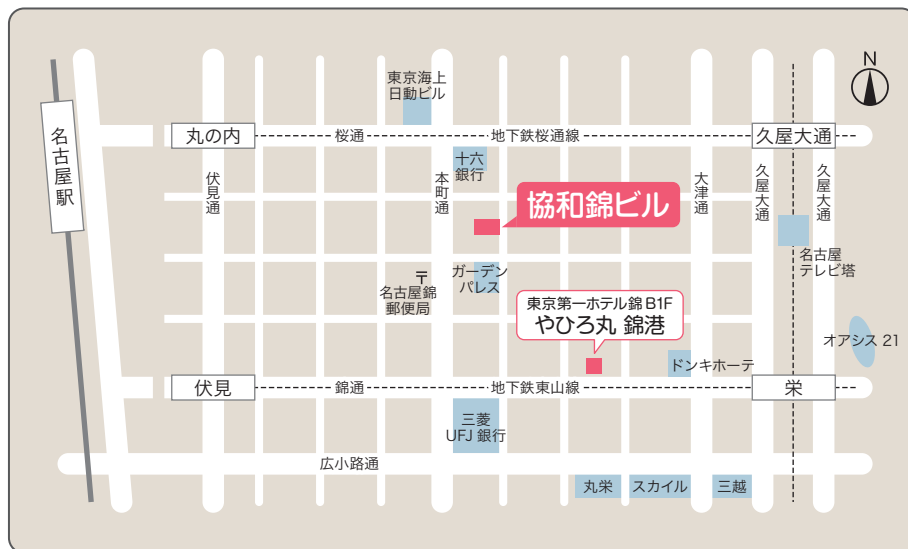 N
東京海上
日動ビル
丸の内
桜通
地下鉄桜通線
久屋大通
名古屋駅
伏見通
本町通
十六
銀行
大津通
久屋大通
久屋大通
協和錦ビル
名古屋
テレビ塔
〒
名古屋錦
郵便局
ガーデン
パレス
東京第一ホテル錦 B1F
やひろ丸 錦港
オアシス 21
ドンキホーテ
伏見
錦通
地下鉄東山線
栄
三菱
UFJ 銀行
広小路通
丸栄
スカイル
三越